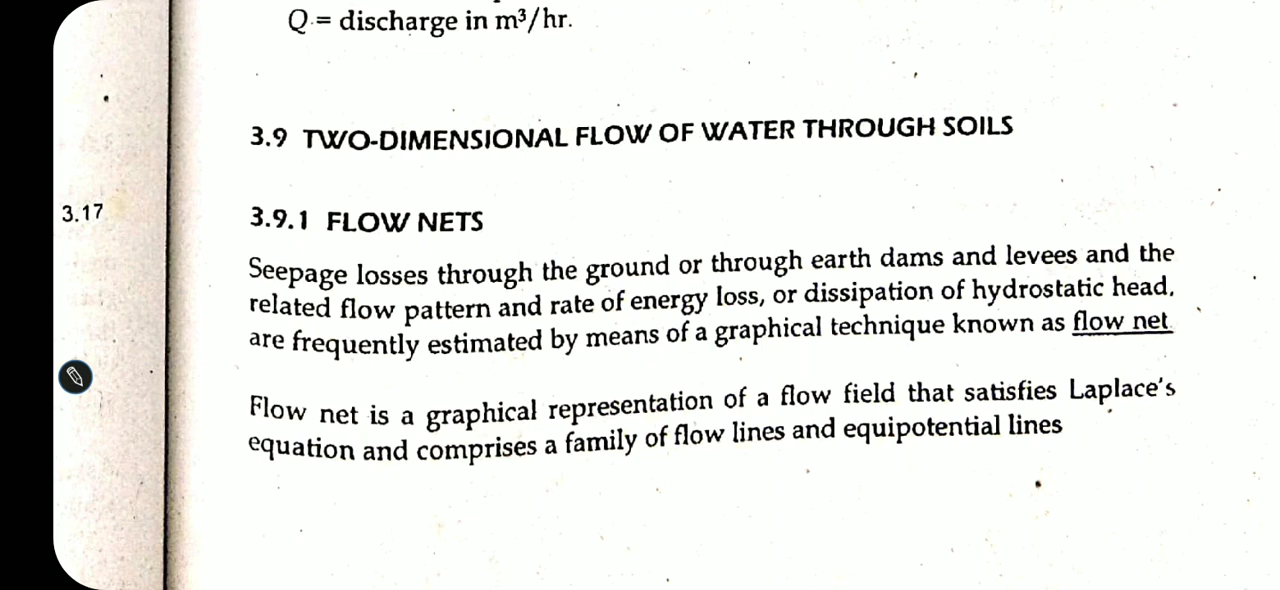 Q = discharge in m³/hr.
3.9 TWO-DIMENSIONAL FLOW OF WATER THROUGH SOILS
3.17
3.9.1 FLOW NETS
Seepage losses through the ground or through earth dams and levees and the
related flow pattern and rate of energy loss, or dissipation of hydrostatic head,
are frequently estimated by means of a graphical technique known as flow net
Flow net is a graphical representation of a flow field that satisfies Laplace's
equation and comprises a family of flow lines and equipotential lines